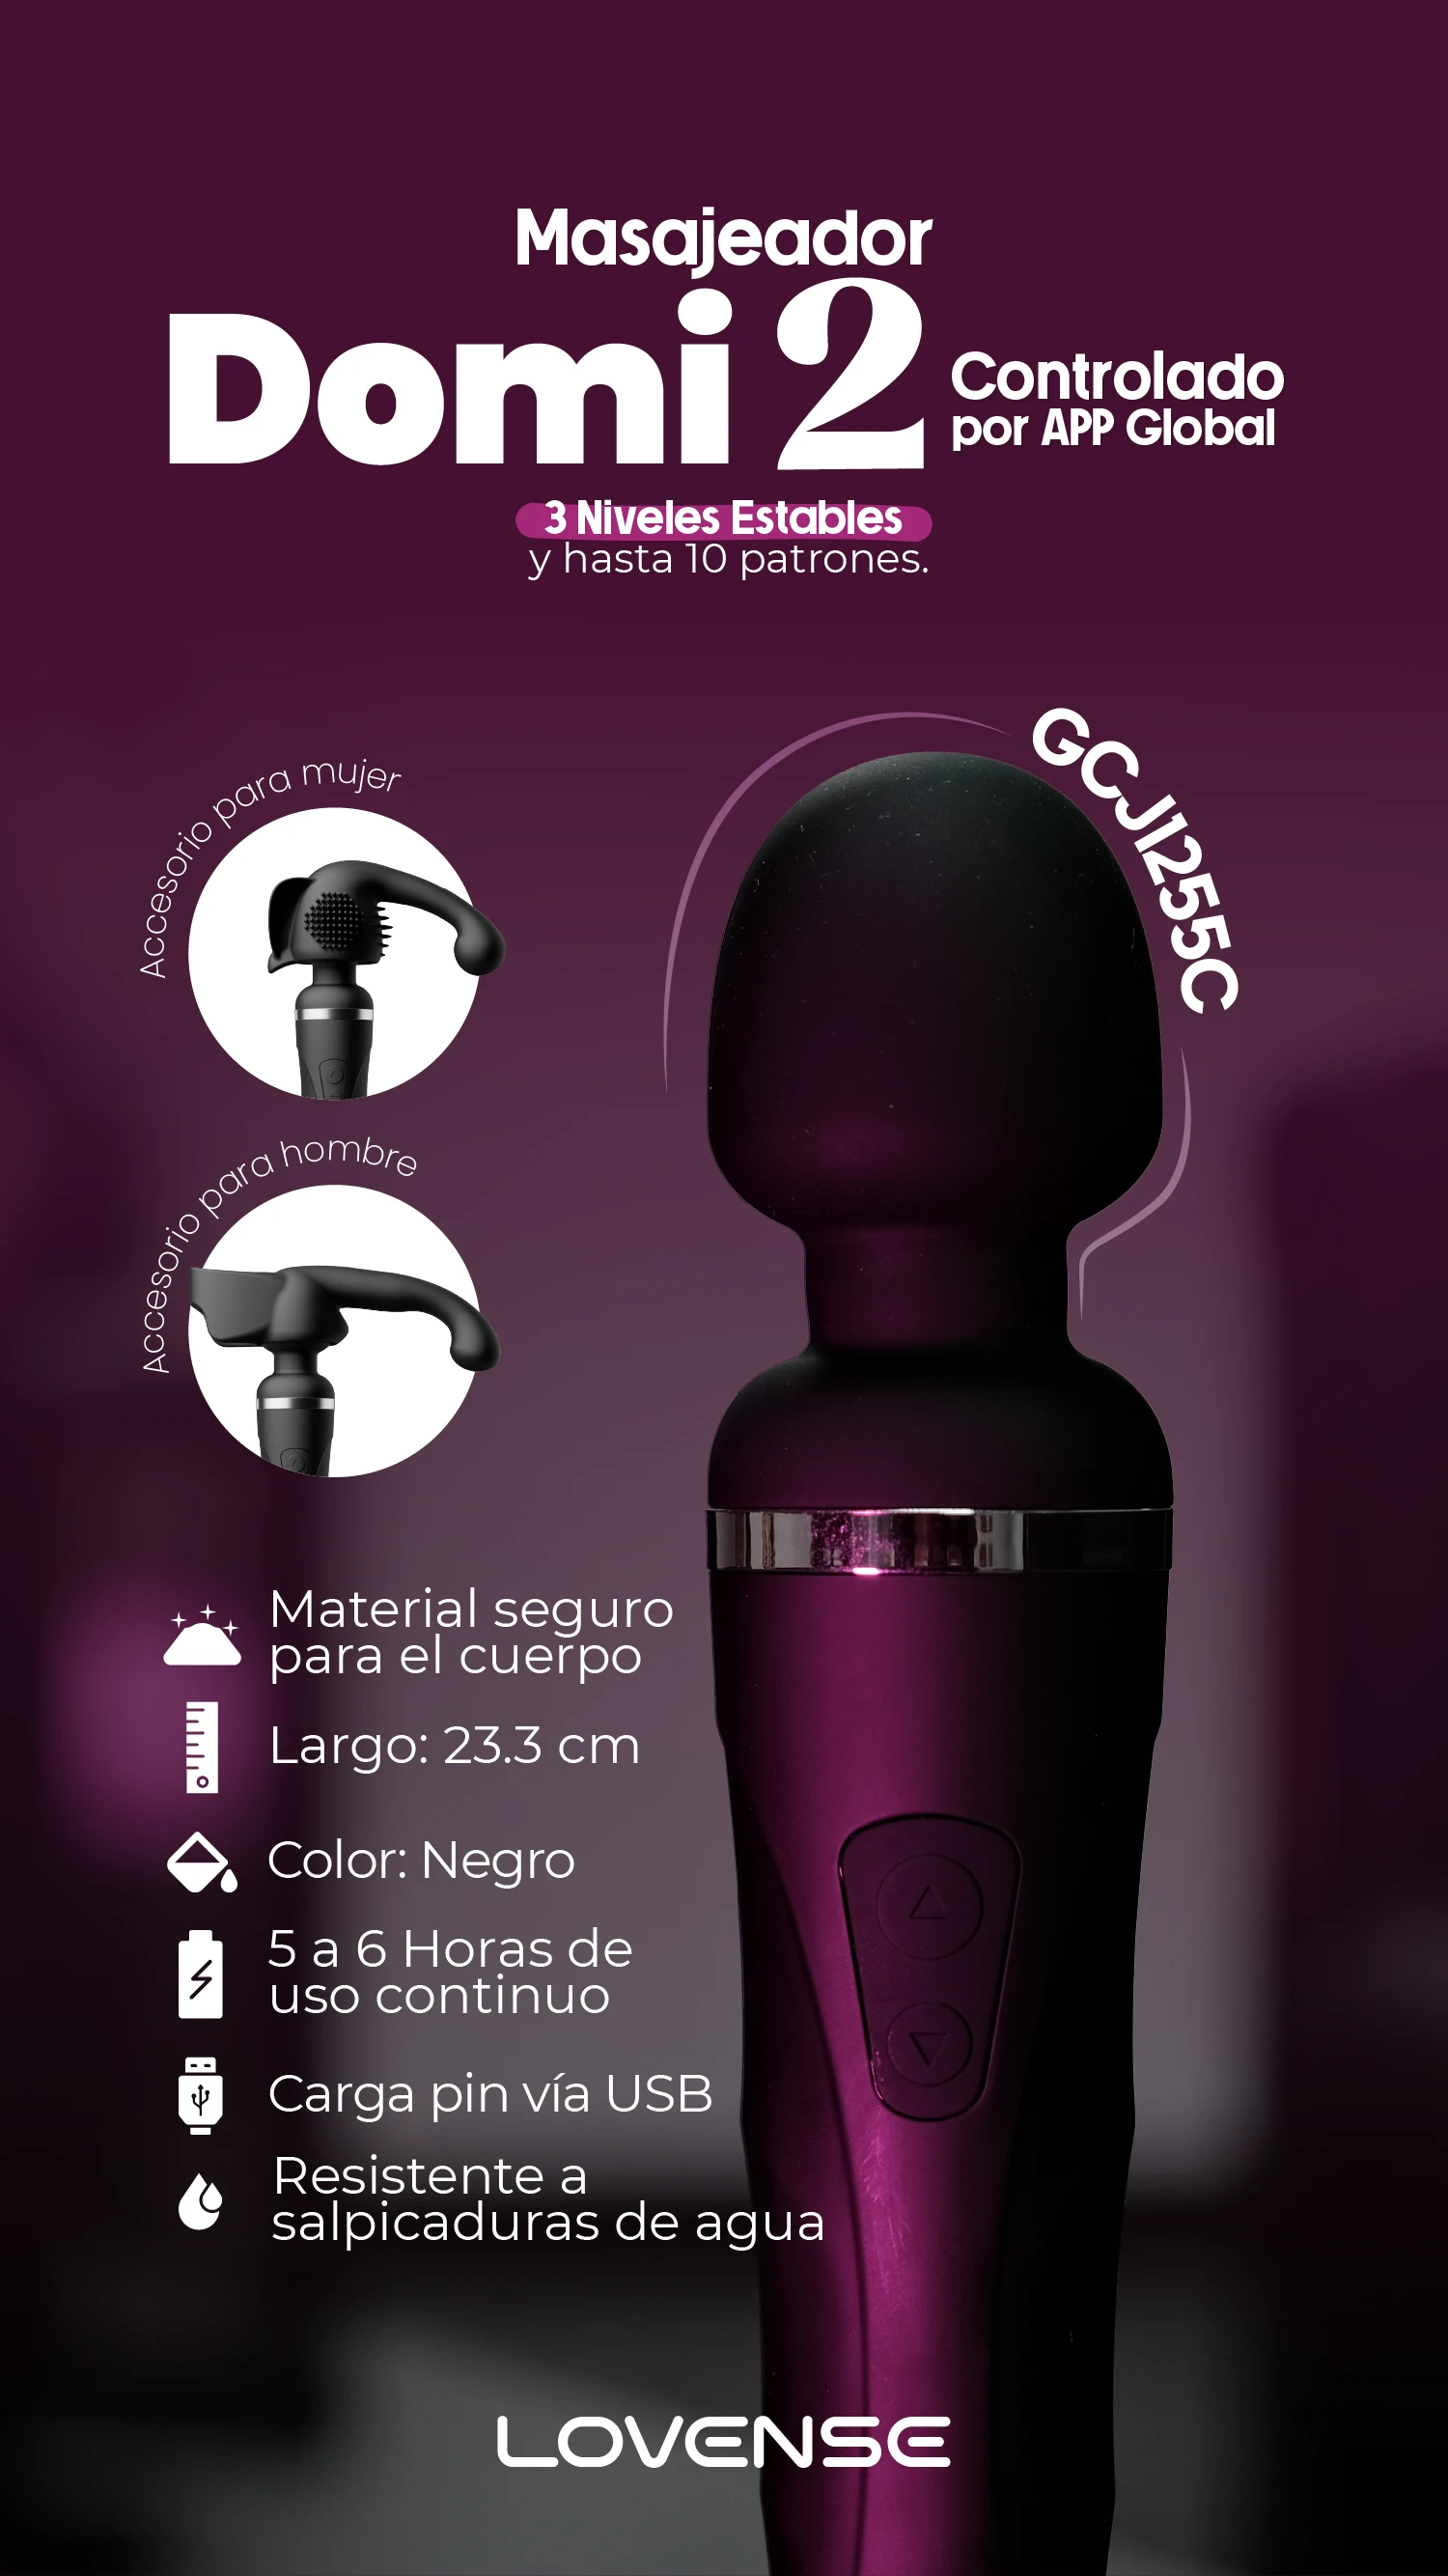 Masajeador
Domi 2
Controlado
por APP Global
3 Niveles Estables
y hasta 10 patrones.
GCJ1255C
Accesorio para mujer
Accesorio para hombre
Material seguro
para el cuerpo
Largo: 23.3 cm
Color: Negro
5 a 6 Horas de
uso continuo
Carga pin vía USB
Resistente a
salpicaduras de agua
LOVENSE